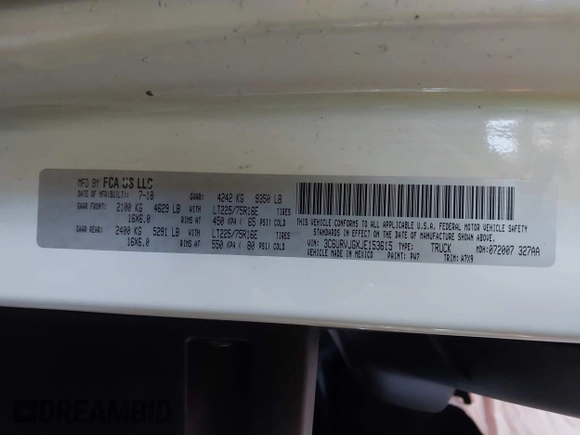 MFD BY FCA US LLC
DATE OF MFR(BUILT): 7-18 GVWR: 4242 KG 9350 LB
GAWR FRONT: 2100 KG 4629 LB WITH LT225/75R16E TIRES
16X6.0 RIMS AT 450 KPA ( 65 PSI) COLD
GAWR REAR: 2400 KG 5291 LB WITH LT225/75R16E TIRES
16X6.0 RIMS AT 550 KPA ( 80 PSI) COLD
THIS VEHICLE CONFORMS TO ALL APPLICABLE U.S.A. FEDERAL MOTOR VEHICLE SAFETY
STANDARDS IN EFFECT ON THE DATE OF MANUFACTURE SHOWN ABOVE.
VIN: 3C6URVJGXJE153615 TYPE: TRUCK MDH: 072007 327AA
VEHICLE MADE IN MEXICO PAINT: PW7 TRIM: A7X9
DREAMBID